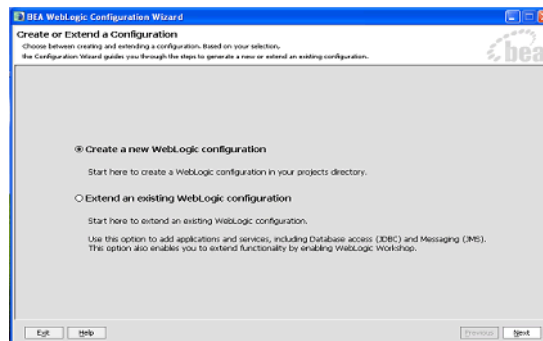 BEA WebLogic Configuration Wizard
Create or Extend a Configuration
Choose between creating and extending a configuration. Based on your selection,
the Configuration Wizard guides you through the steps to generate a new or extend an existing configuration.
bea
Create a new WebLogic configuration
Start here to create a WebLogic configuration in your projects directory.
Extend an existing WebLogic configuration
Start here to extend an existing WebLogic configuration.
Use this option to add applications and services, including Database access (JDBC) and Messaging (JMS).
This option also enables you to extend functionality by enabling WebLogic Workshop.
Exit Help Previous Next